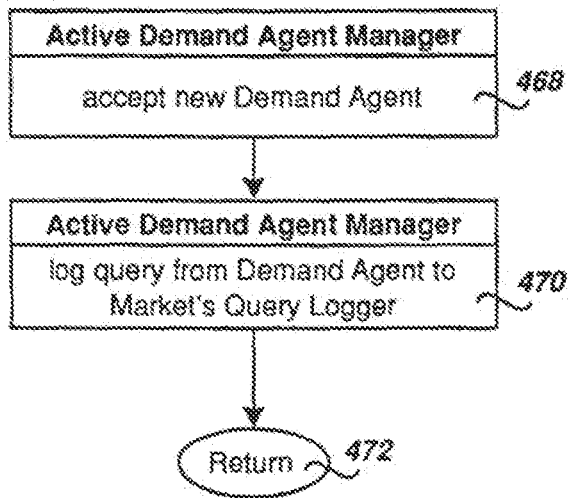 Active Demand Agent Manager
accept new Demand Agent
468
Active Demand Agent Manager
log query from Demand Agent to
Market's Query Logger
470
Return
472